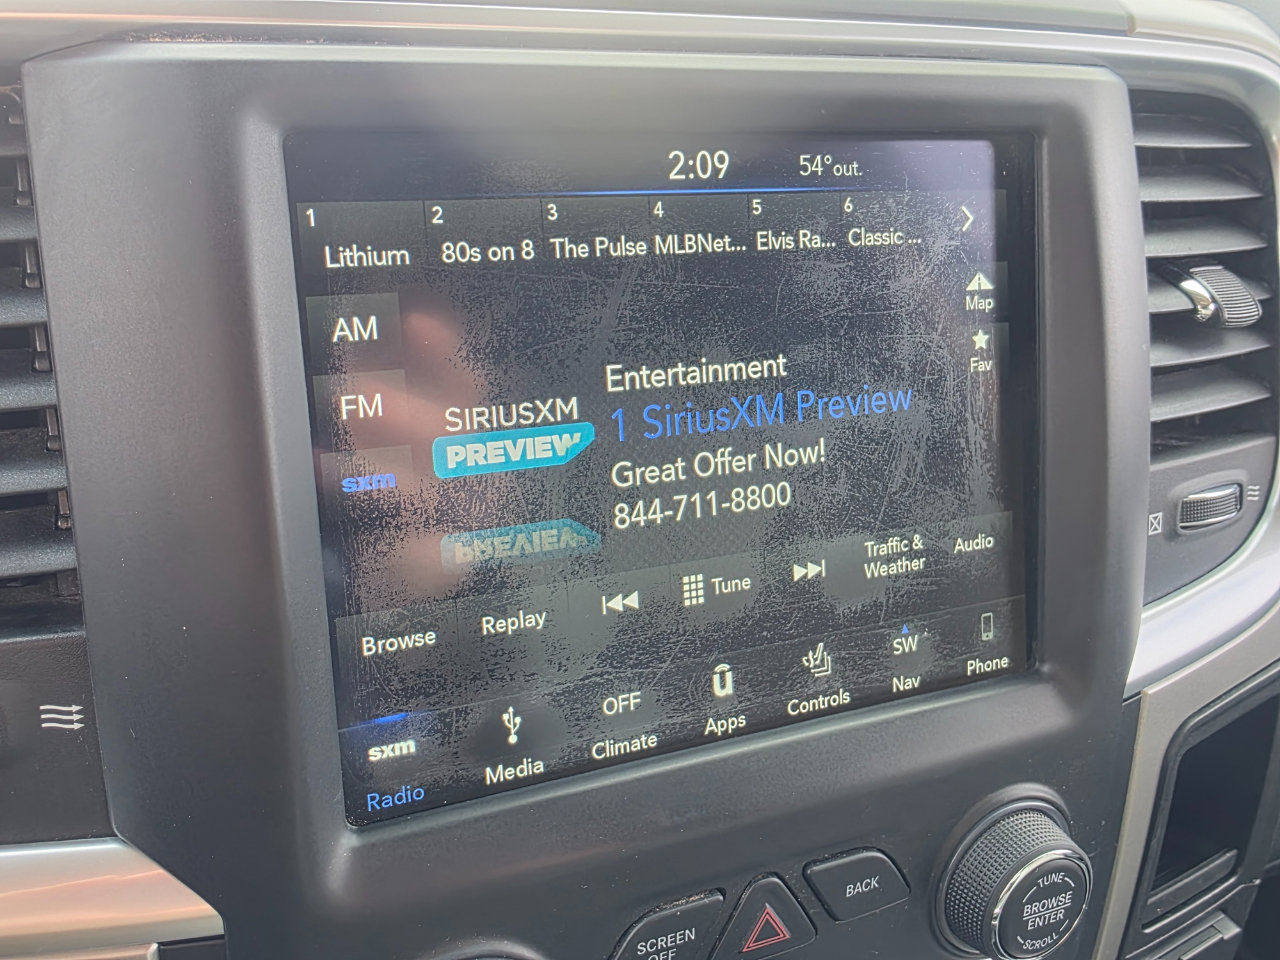 2:09 54°out.
1 2 3 4 5 6
Lithium 80s on 8 The Pulse MLBNet... Elvis Ra... Classic ...
Map
AM
Fav
Entertainment
FM
SIRIUSXM
1 SiriusXM Preview
PREVIEW
Great Offer Now!
sxm
844-711-8800
PREVIEW
Browse Replay Tune Traffic &
Weather Audio
sxm OFF SW
Radio Media Climate Apps Controls Nav Phone
SCREEN
OFF
BACK
TUNE
BROWSE
ENTER
SCROLL